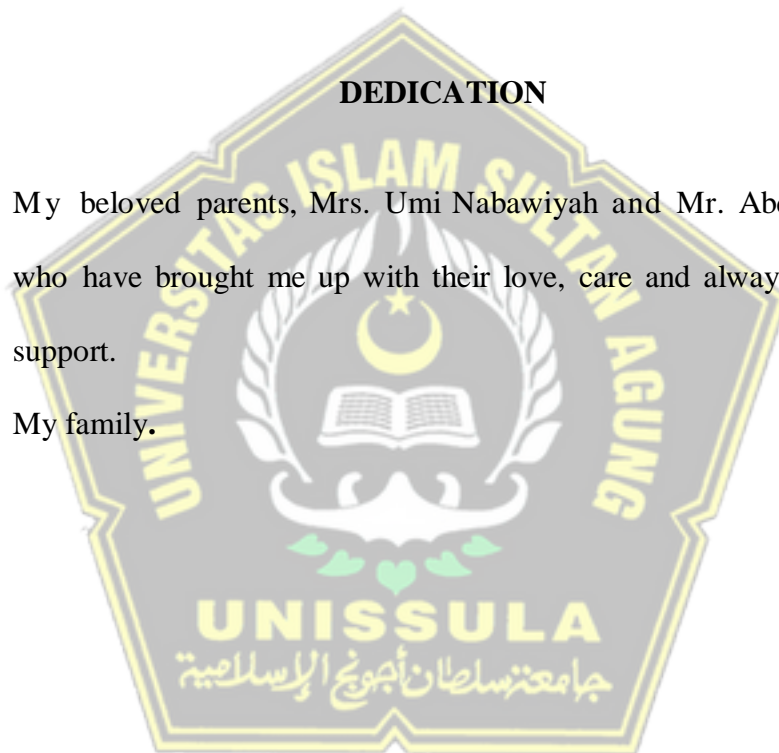 DEDICATION
My beloved parents, Mrs. Umi Nabawiyah and Mr.
who have brought me up with their love, care and
support.
My family.
UNIVERSITAS ISLAM SULTAN AGUNG
UNISSULA
جامعة سلطان أجونج الإسلامية